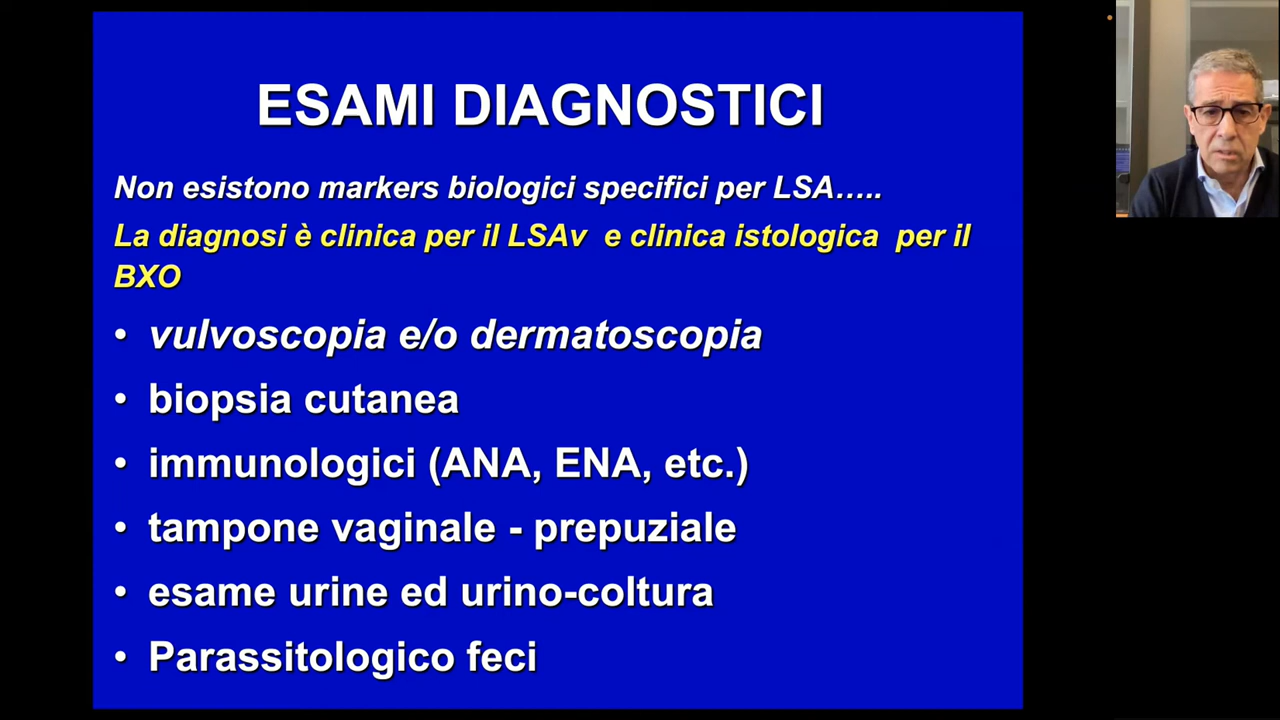 ESAMI DIAGNOSTICI
Non esistono markers biologici specifici per LSA…..
La diagnosi è clinica per il LSAv e clinica istologica per il
BXO
• vulvoscopia e/o dermatoscopia
• biopsia cutanea
• immunologici (ANA, ENA, etc.)
• tampone vaginale - prepuziale
• esame urine ed urino-coltura
• Parassitologico feci